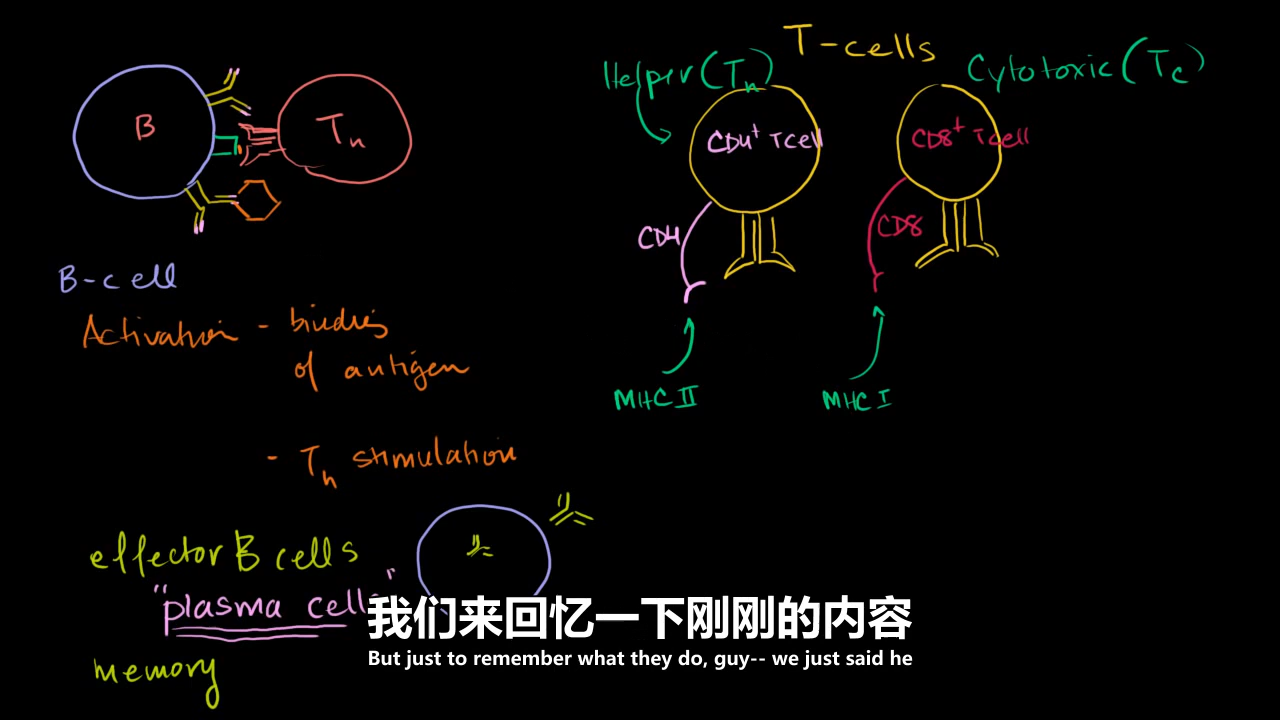 T-cells
Helper (Th)
Cytotoxic (Tc)
B
Th
CD4+ Tcell
CD8+ Tcell
CD4
CD8
MHC II
MHC I
B-cell
Activation - binding
of antigen
- Th stimulation
effector B cells
"plasma cells"
memory
我们来回忆一下刚刚的内容
But just to remember what they do, guy-- we just said he